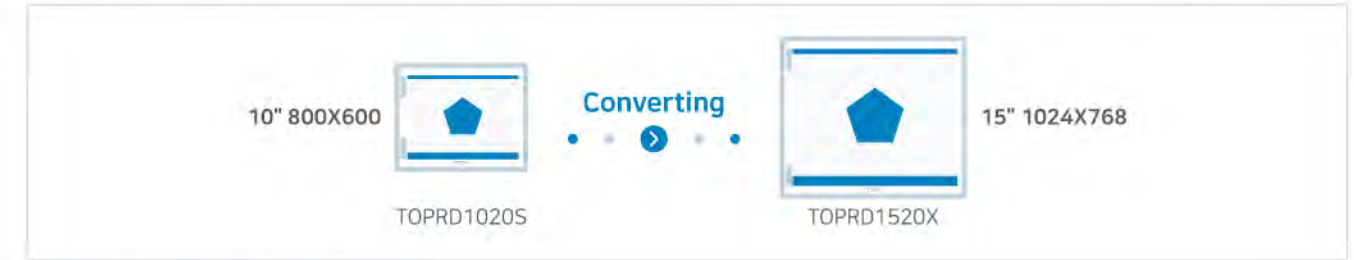 10" 800X600
Converting
15" 1024X768
TOPRD1020S
TOPRD1520X